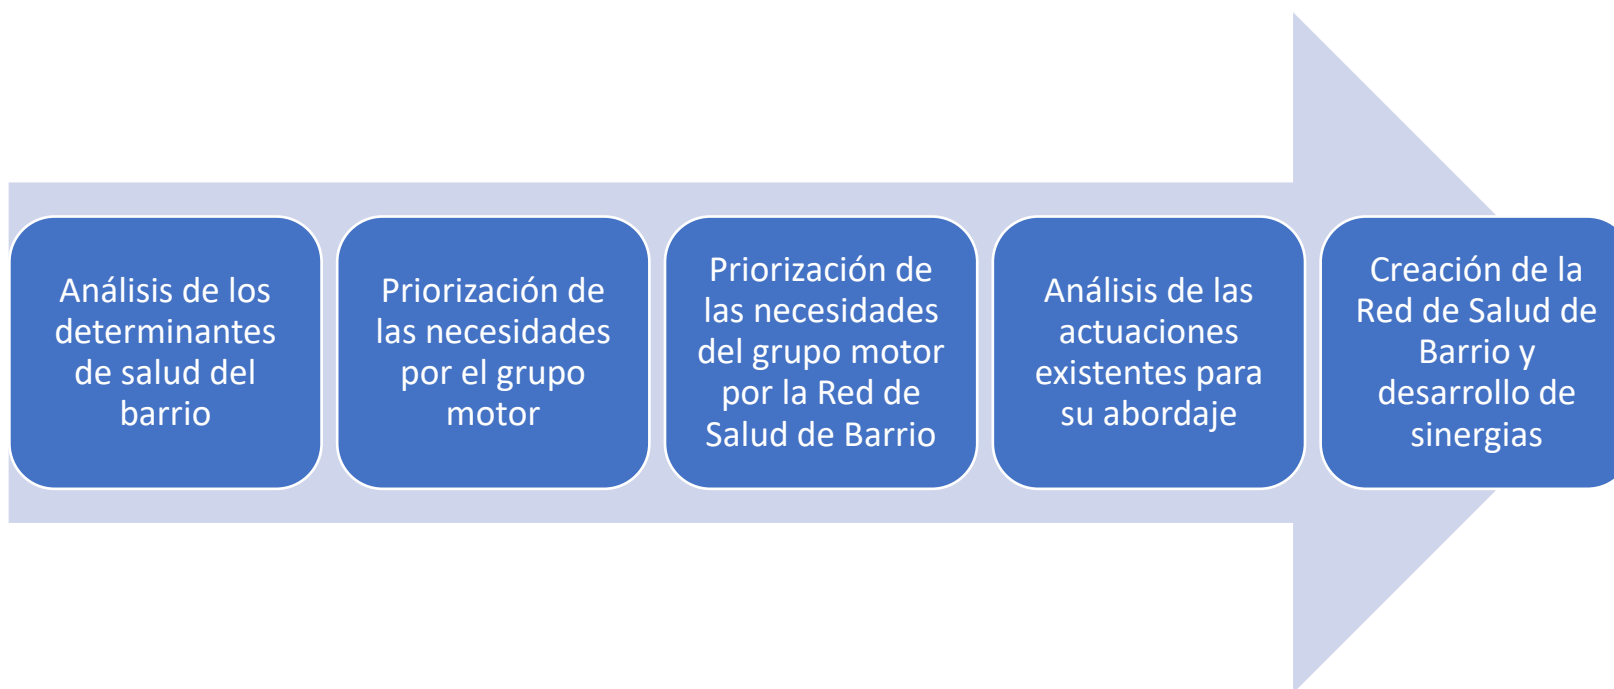 Análisis de los
determinantes
de salud del
barrio
Priorización de
las necesidades
por el grupo
motor
Priorización de
las necesidades
del grupo motor
por la Red de
Salud de Barrio
Análisis de las
actuaciones
existentes para
su abordaje
Creación de la
Red de Salud de
Barrio y
desarrollo de
sinergias